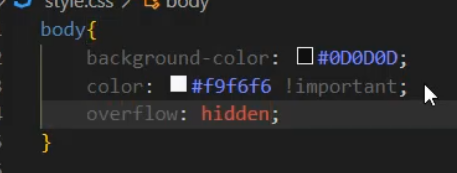 style.css > body
body{
background-color: #0D0D0D;
color: #f9f6f6 !important;
overflow: hidden;
}